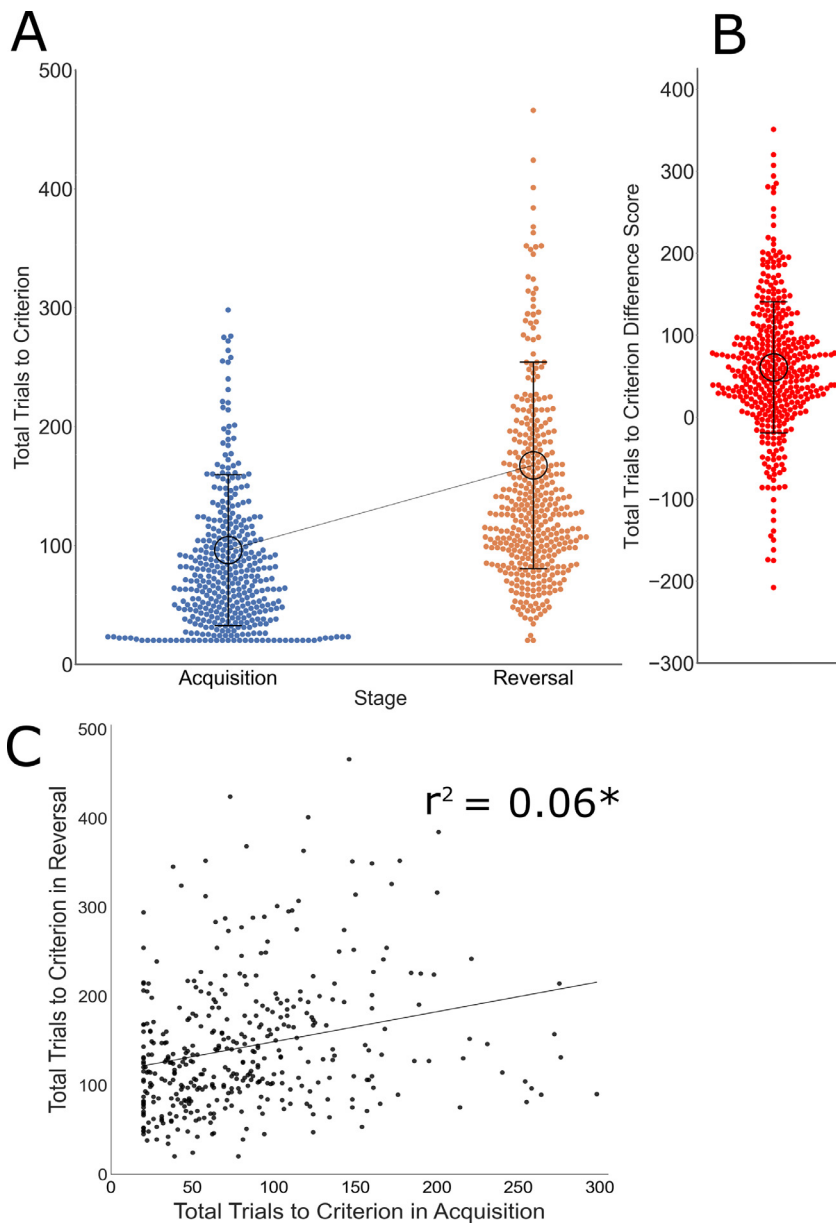 A
B
500
400
300
200
100
0
Total Trials to Criterion
Acquisition
Reversal
Stage
400
300
200
100
0
−100
−200
−300
Total Trials to Criterion Difference Score
C
500
400
300
200
100
0
Total Trials to Criterion in Reversal
r² = 0.06*
0
50
100
150
200
250
300
Total Trials to Criterion in Acquisition